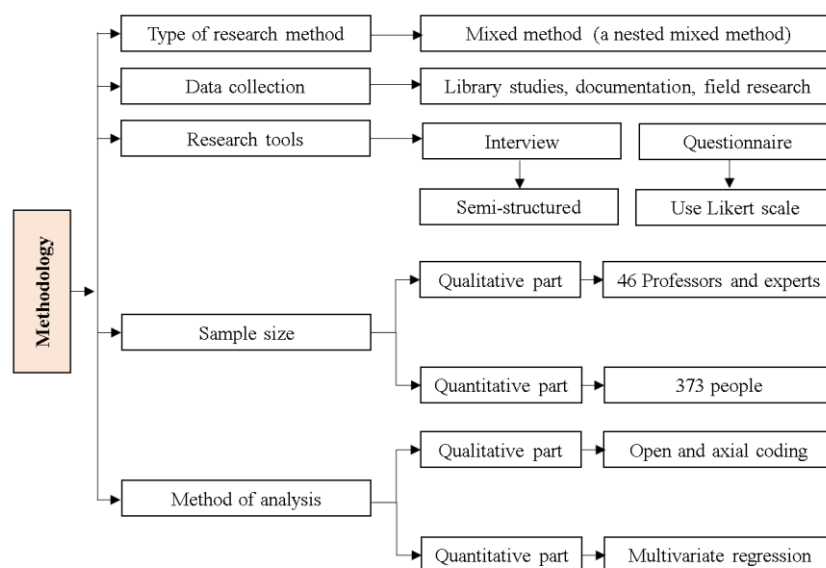 Methodology
Type of research method
Mixed method (a nested mixed method)
Data collection
Library studies, documentation, field research
Research tools
Interview
Questionnaire
Semi-structured
Use Likert scale
Sample size
Qualitative part
46 Professors and experts
Quantitative part
373 people
Method of analysis
Qualitative part
Open and axial coding
Quantitative part
Multivariate regression